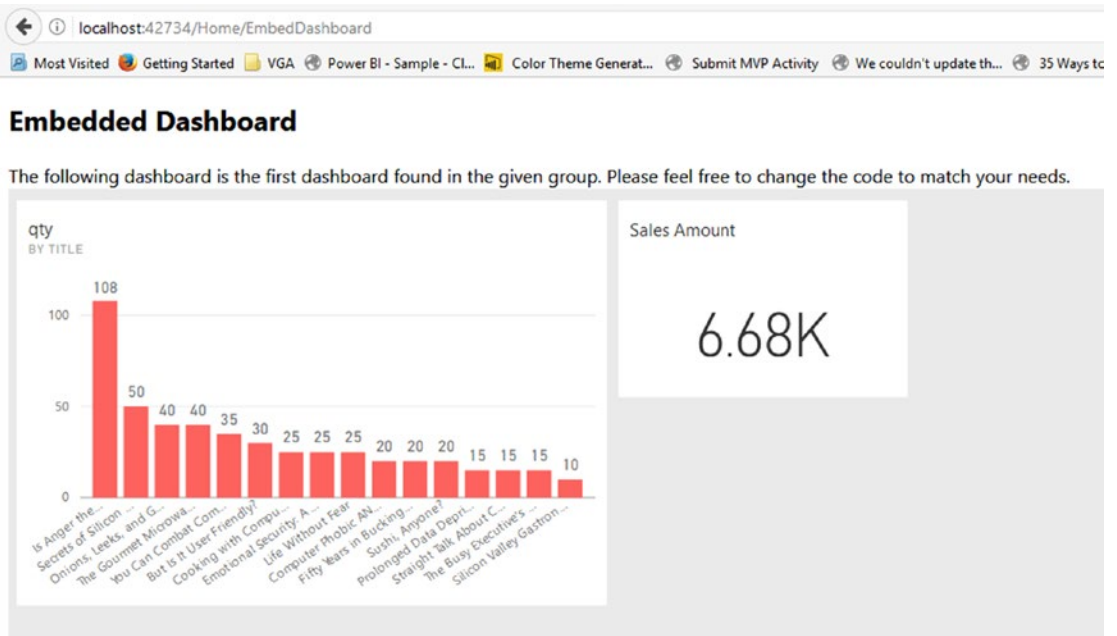 localhost:42734/Home/EmbedDashboard
Most Visited Getting Started VGA Power BI - Sample - Cl... Color Theme Generat... Submit MVP Activity We couldn't update th... 35 Ways to
Embedded Dashboard
The following dashboard is the first dashboard found in the given group. Please feel free to change the code to match your needs.
qty
BY TITLE
108
100
50
40
40
35
30
25
25
25
20
20
20
15
15
15
10
50
0
Is Anger the...
Secrets of Silicon ...
Onions, Leeks, and G...
The Gourmet Microwa...
You Can Combat Com...
But Is It User Friendly?
Cooking with Compu...
Emotional Security: A ...
Life Without Fear
Computer Phobic AN...
Fifty Years in Bucking...
Sushi, Anyone?
Prolonged Data Depri...
Straight Talk About C...
The Busy Executive's ...
Silicon Valley Gastron...
Sales Amount
6.68K